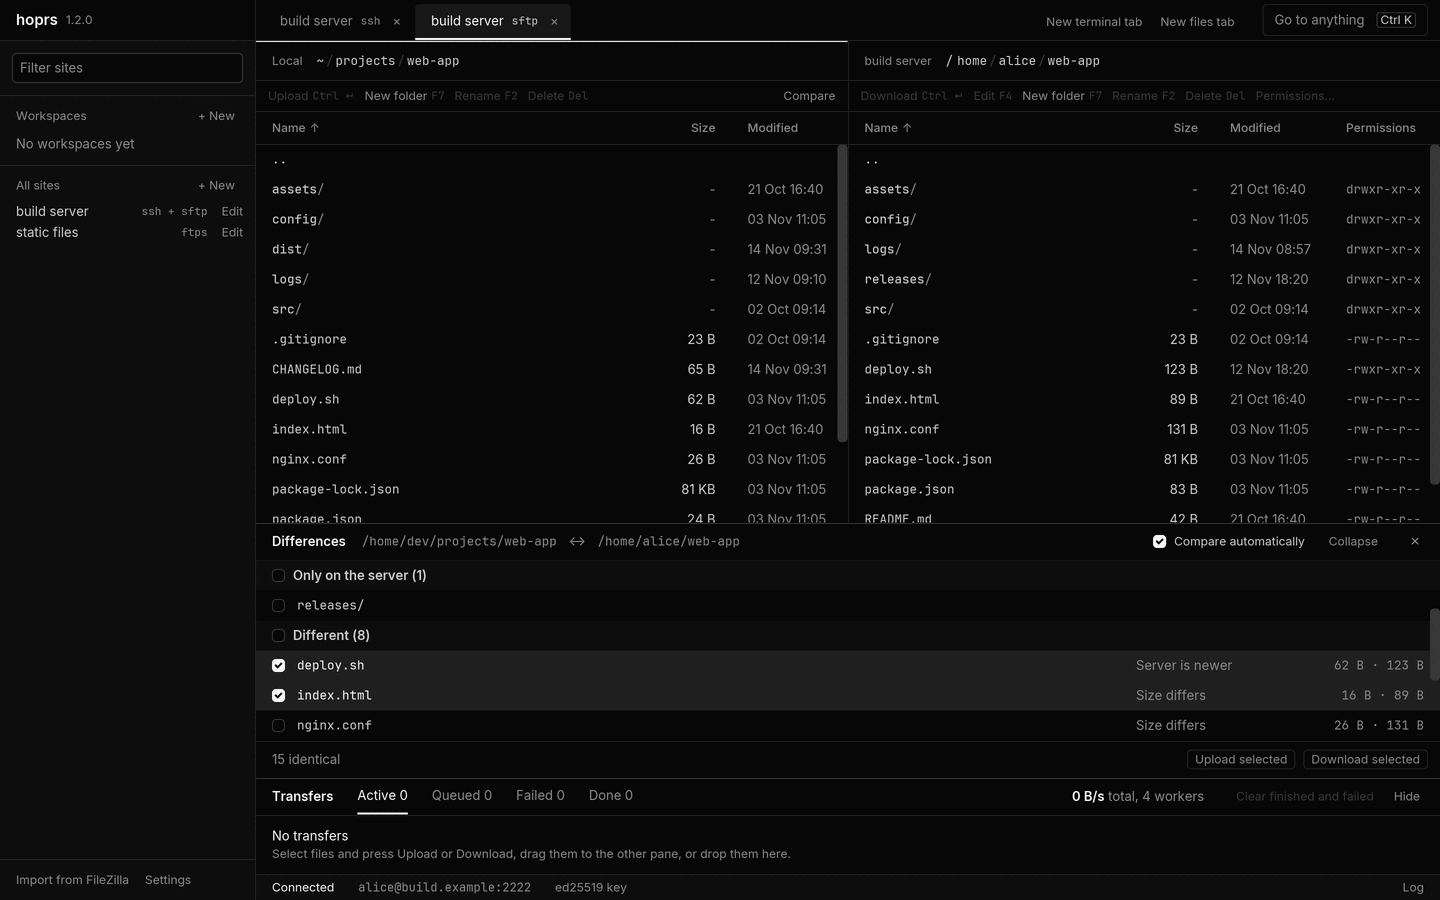 hoprs 1.2.0
build server ssh ×
build server sftp ×
New terminal tab New files tab
Go to anything Ctrl K
Filter sites
Workspaces + New
No workspaces yet
All sites + New
build server ssh + sftp Edit
static files ftps Edit
Import from FileZilla Settings
Local ~/projects/web-app
Upload Ctrl ↵ New folder F7 Rename F2 Delete Del Compare
Name ↑ Size Modified
..
assets/ - 21 Oct 16:40
config/ - 03 Nov 11:05
dist/ - 14 Nov 09:31
logs/ - 12 Nov 09:10
src/ - 02 Oct 09:14
.gitignore 23 B 02 Oct 09:14
CHANGELOG.md 65 B 14 Nov 09:31
deploy.sh 62 B 03 Nov 11:05
index.html 16 B 21 Oct 16:40
nginx.conf 26 B 03 Nov 11:05
package-lock.json 81 KB 03 Nov 11:05
package.json 24 B 03 Nov 11:05
build server / home/alice/web-app
Download Ctrl ↵ Edit F4 New folder F7 Rename F2 Delete Del Permissions...
Name ↑ Size Modified Permissions
..
assets/ - 21 Oct 16:40 drwxr-xr-x
config/ - 03 Nov 11:05 drwxr-xr-x
logs/ - 14 Nov 08:57 drwxr-xr-x
releases/ - 12 Nov 18:20 drwxr-xr-x
src/ - 02 Oct 09:14 drwxr-xr-x
.gitignore 23 B 02 Oct 09:14 -rw-r--r--
deploy.sh 123 B 12 Nov 18:20 -rwxr-xr-x
index.html 89 B 21 Oct 16:40 -rw-r--r--
nginx.conf 131 B 03 Nov 11:05 -rw-r--r--
package-lock.json 81 KB 03 Nov 11:05 -rw-r--r--
package.json 83 B 03 Nov 11:05 -rw-r--r--
README.md 42 B 21 Oct 16:40 -rw-r--r--
Differences /home/dev/projects/web-app ↔ /home/alice/web-app Compare automatically Collapse ×
Only on the server (1)
releases/
Different (8)
deploy.sh Server is newer 62 B · 123 B
index.html Size differs 16 B · 89 B
nginx.conf Size differs 26 B · 131 B
15 identical Upload selected Download selected
Transfers Active 0 Queued 0 Failed 0 Done 0 0 B/s total, 4 workers Clear finished and failed Hide
No transfers
Select files and press Upload or Download, drag them to the other pane, or drop them here.
Connected alice@build.example:2222 ed25519 key Log